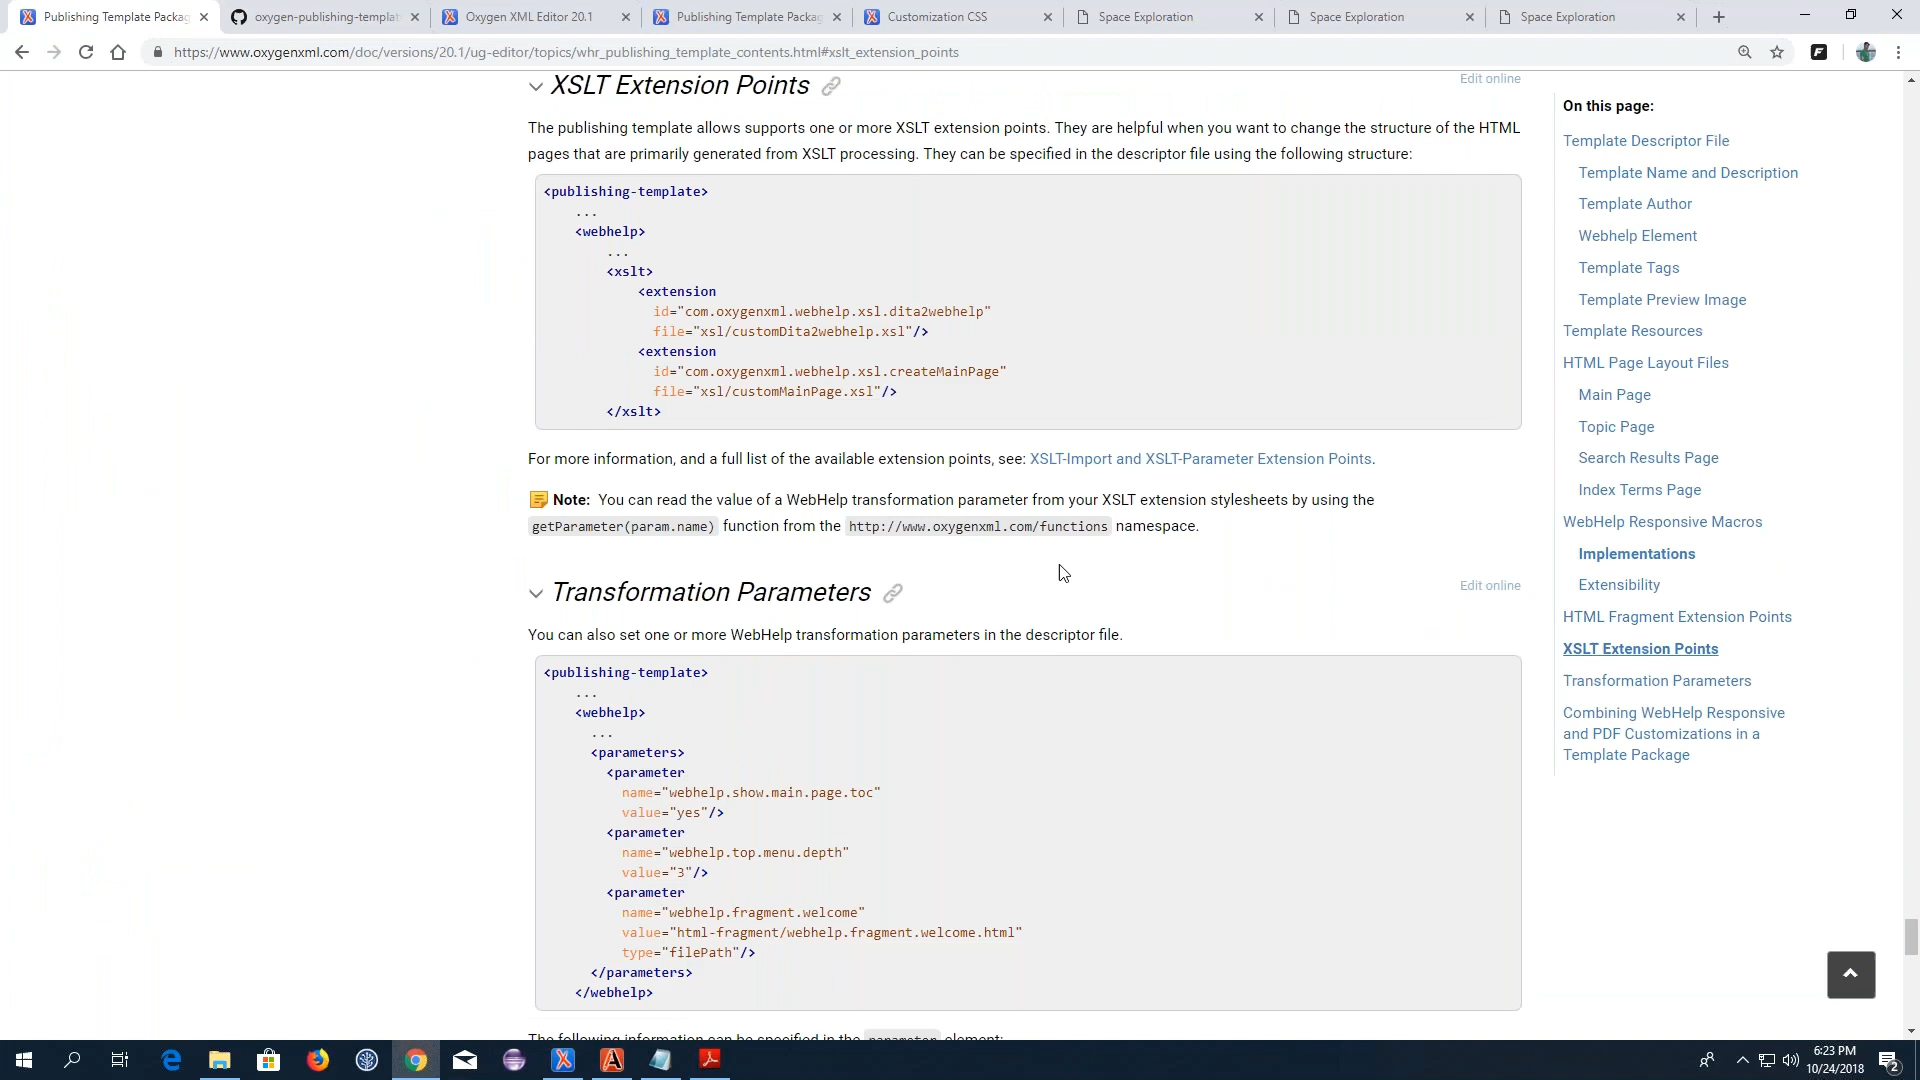 Publishing Template Packag
oxygen-publishing-templat
Oxygen XML Editor 20.1
Publishing Template Packag
Customization CSS
Space Exploration
Space Exploration
Space Exploration
https://www.oxygenxml.com/doc/versions/20.1/ug-editor/topics/whr_publishing_template_contents.html#xslt_extension_points
XSLT Extension Points
Edit online
The publishing template allows supports one or more XSLT extension points. They are helpful when you want to change the structure of the HTML
pages that are primarily generated from XSLT processing. They can be specified in the descriptor file using the following structure:
<publishing-template>
...
<webhelp>
...
<xslt>
<extension
id="com.oxygenxml.webhelp.xsl.dita2webhelp"
file="xsl/customDita2webhelp.xsl"/>
<extension
id="com.oxygenxml.webhelp.xsl.createMainPage"
file="xsl/customMainPage.xsl"/>
</xslt>
For more information, and a full list of the available extension points, see: XSLT-Import and XSLT-Parameter Extension Points.
Note: You can read the value of a WebHelp transformation parameter from your XSLT extension stylesheets by using the
getParameter(param.name) function from the http://www.oxygenxml.com/functions namespace.
Transformation Parameters
Edit online
You can also set one or more WebHelp transformation parameters in the descriptor file.
<publishing-template>
...
<webhelp>
...
<parameters>
<parameter
name="webhelp.show.main.page.toc"
value="yes"/>
<parameter
name="webhelp.top.menu.depth"
value="3"/>
<parameter
name="webhelp.fragment.welcome"
value="html-fragment/webhelp.fragment.welcome.html"
type="filePath"/>
</parameters>
</webhelp>
The following information can be specified in the parameter element:
On this page:
Template Descriptor File
Template Name and Description
Template Author
Webhelp Element
Template Tags
Template Preview Image
Template Resources
HTML Page Layout Files
Main Page
Topic Page
Search Results Page
Index Terms Page
WebHelp Responsive Macros
Implementations
Extensibility
HTML Fragment Extension Points
XSLT Extension Points
Transformation Parameters
Combining WebHelp Responsive
and PDF Customizations in a
Template Package
6:23 PM
10/24/2018
2